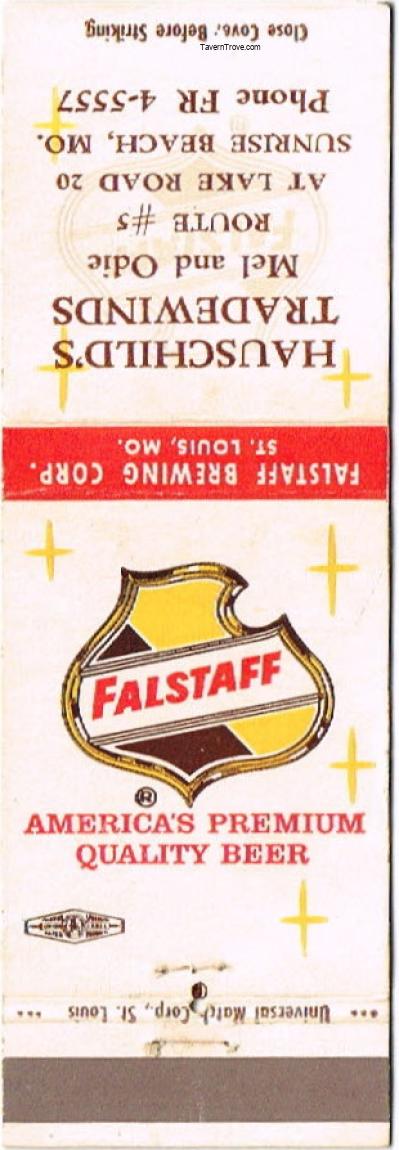 Close Cover Before Striking
TavernTrove.com
HAUSCHILD'S
TRADEWINDS
Mel and Odie
ROUTE #5
AT LAKE ROAD 20
SUNRISE BEACH, MO.
Phone FR 4-5557
FALSTAFF BREWING CORP.
ST. LOUIS, MO.
FALSTAFF
®
AMERICA'S PREMIUM
QUALITY BEER
*** Universal Match Corp., St. Louis ***